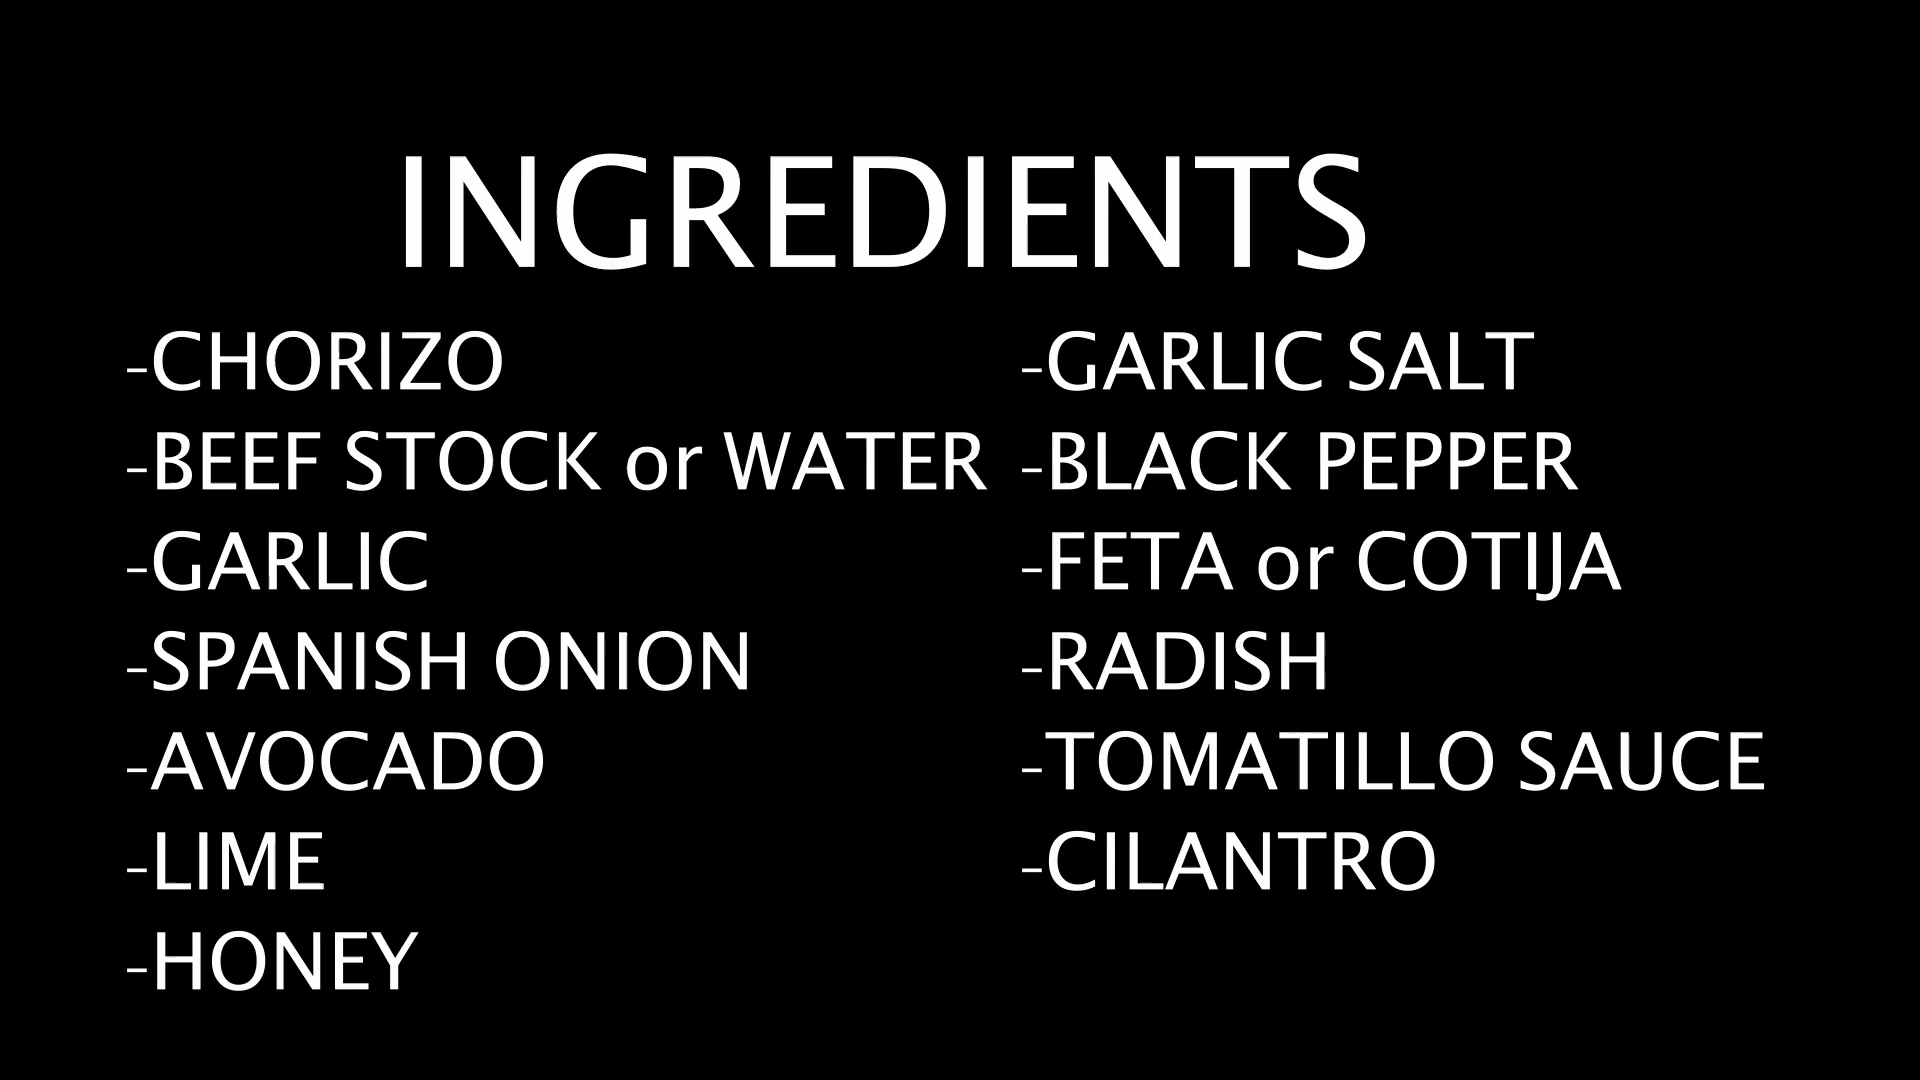 INGREDIENTS
-CHORIZO
-BEEF STOCK or WATER
-GARLIC
-SPANISH ONION
-AVOCADO
-LIME
-HONEY
-GARLIC SALT
-BLACK PEPPER
-FETA or COTIJA
-RADISH
-TOMATILLO SAUCE
-CILANTRO